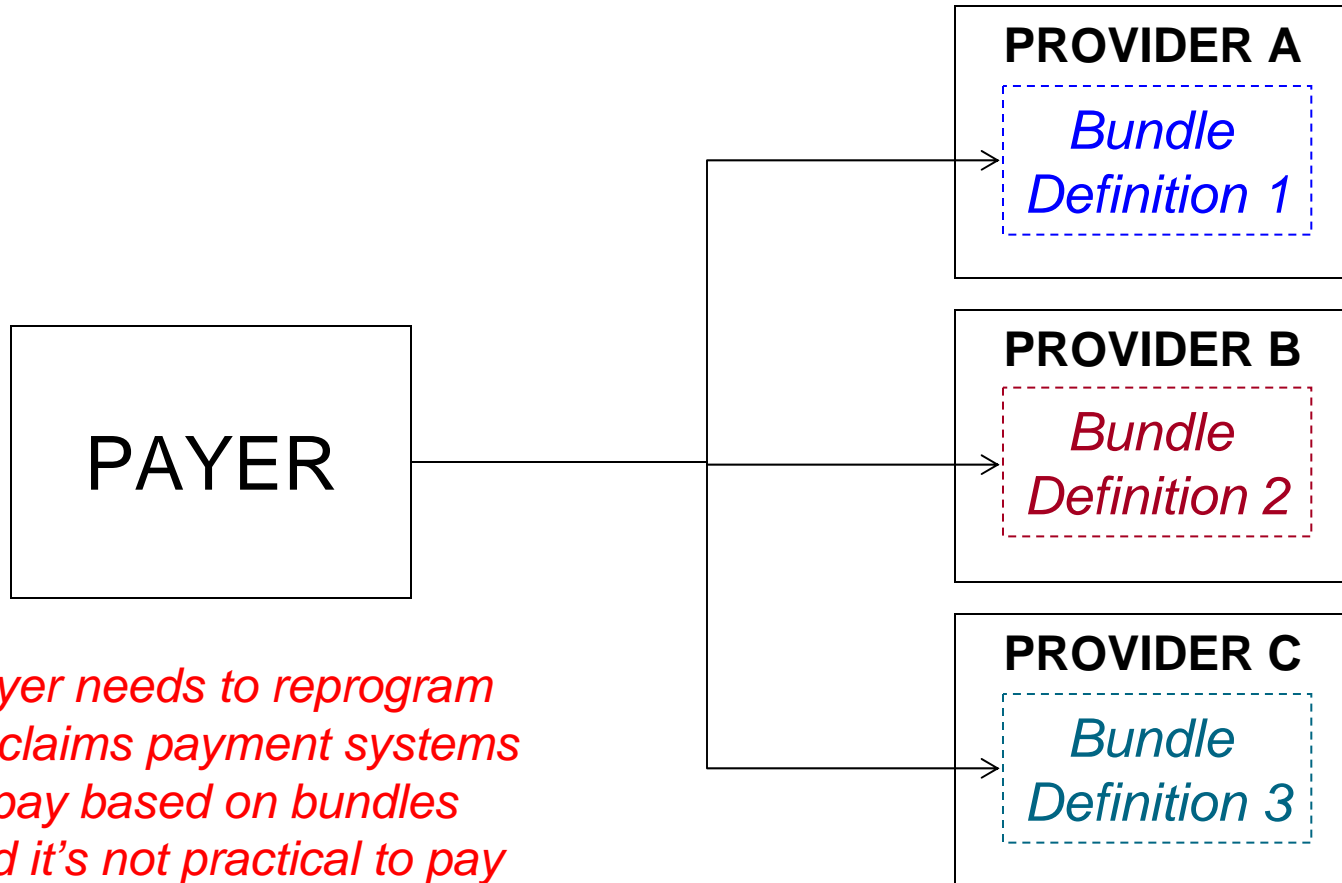 PROVIDER A
Bundle
Definition 1
PROVIDER B
Bundle
Definition 2
PAYER
PROVIDER C
Bundle
Definition 3
needs to reprogram
claims payment systems
pay based on bundles
it’s not practical to pay